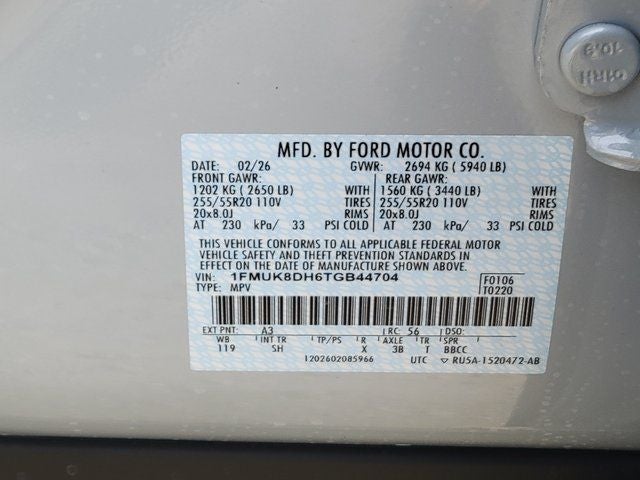 10.9
RH
MFD. BY FORD MOTOR CO.
DATE: 02/26 GVWR: 2694 KG ( 5940 LB)
FRONT GAWR: REAR GAWR:
1202 KG ( 2650 LB) WITH 1560 KG ( 3440 LB) WITH
255/55R20 110V TIRES 255/55R20 110V TIRES
20x8.0J RIMS 20x8.0J RIMS
AT 230 kPa/ 33 PSI COLD AT 230 kPa/ 33 PSI COLD
THIS VEHICLE CONFORMS TO ALL APPLICABLE FEDERAL MOTOR
VEHICLE SAFETY AND THEFT PREVENTION STANDARDS IN
EFFECT ON THE DATE OF MANUFACTURE SHOWN ABOVE.
VIN: 1FMUK8DH6TGB44704 F0106
TYPE: MPV T0220
EXT PNT: A3 RC: 56 DSO:
WB INT TR TP/PS R AXLE TR SPR
119 SH X 3B T BBCC
1202602085966 UTC ▽ RU5A-1520472-AB